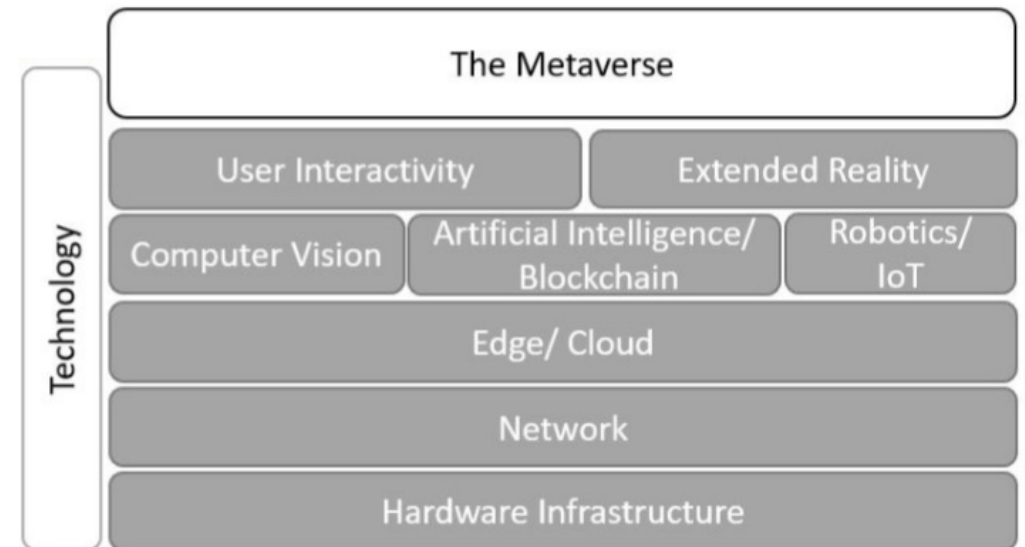 The Metaverse
Technology
User Interactivity
Extended Reality
Computer Vision
Artificial Intelligence/
Blockchain
Robotics/
IoT
Edge/ Cloud
Network
Hardware Infrastructure